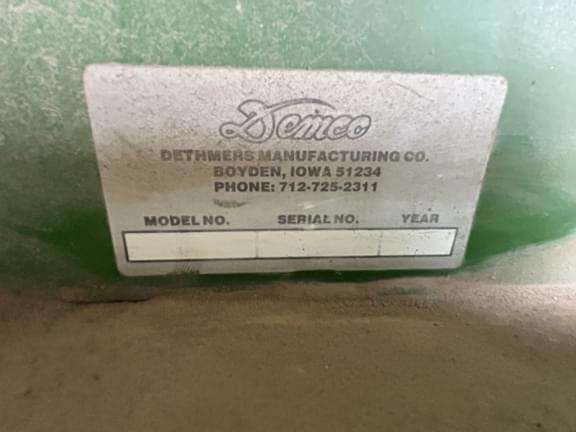 Demco
DETHMERS MANUFACTURING CO.
BOYDEN, IOWA 51234
PHONE: 712-725-2311
MODEL NO. SERIAL NO. YEAR